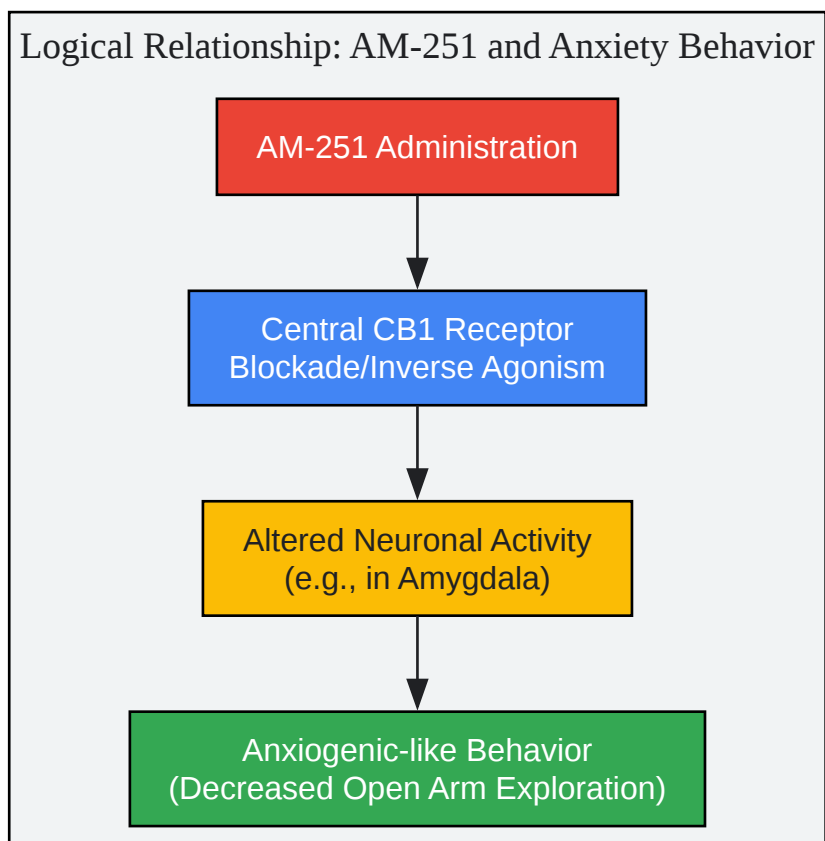 Logical Relationship: AM-251 and Anxiety Behavior
AM-251 Administration
Central CB1 Receptor
Blockade/Inverse Agonism
Altered Neuronal Activity
(e.g., in Amygdala)
Anxiogenic-like Behavior
(Decreased Open Arm Exploration)